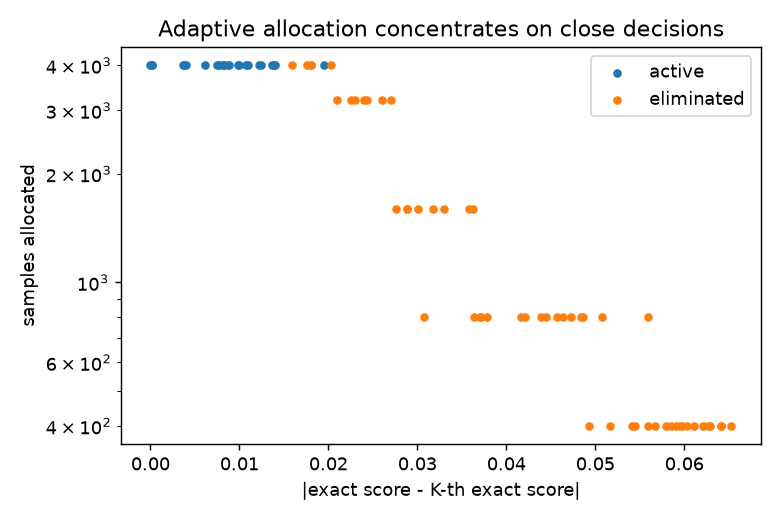 Adaptive allocation concentrates on close decisions
samples allocated
4 × 10³
3 × 10³
2 × 10³
10³
6 × 10²
4 × 10²
active
eliminated
0.00 0.01 0.02 0.03 0.04 0.05 0.06
|exact score - K-th exact score|